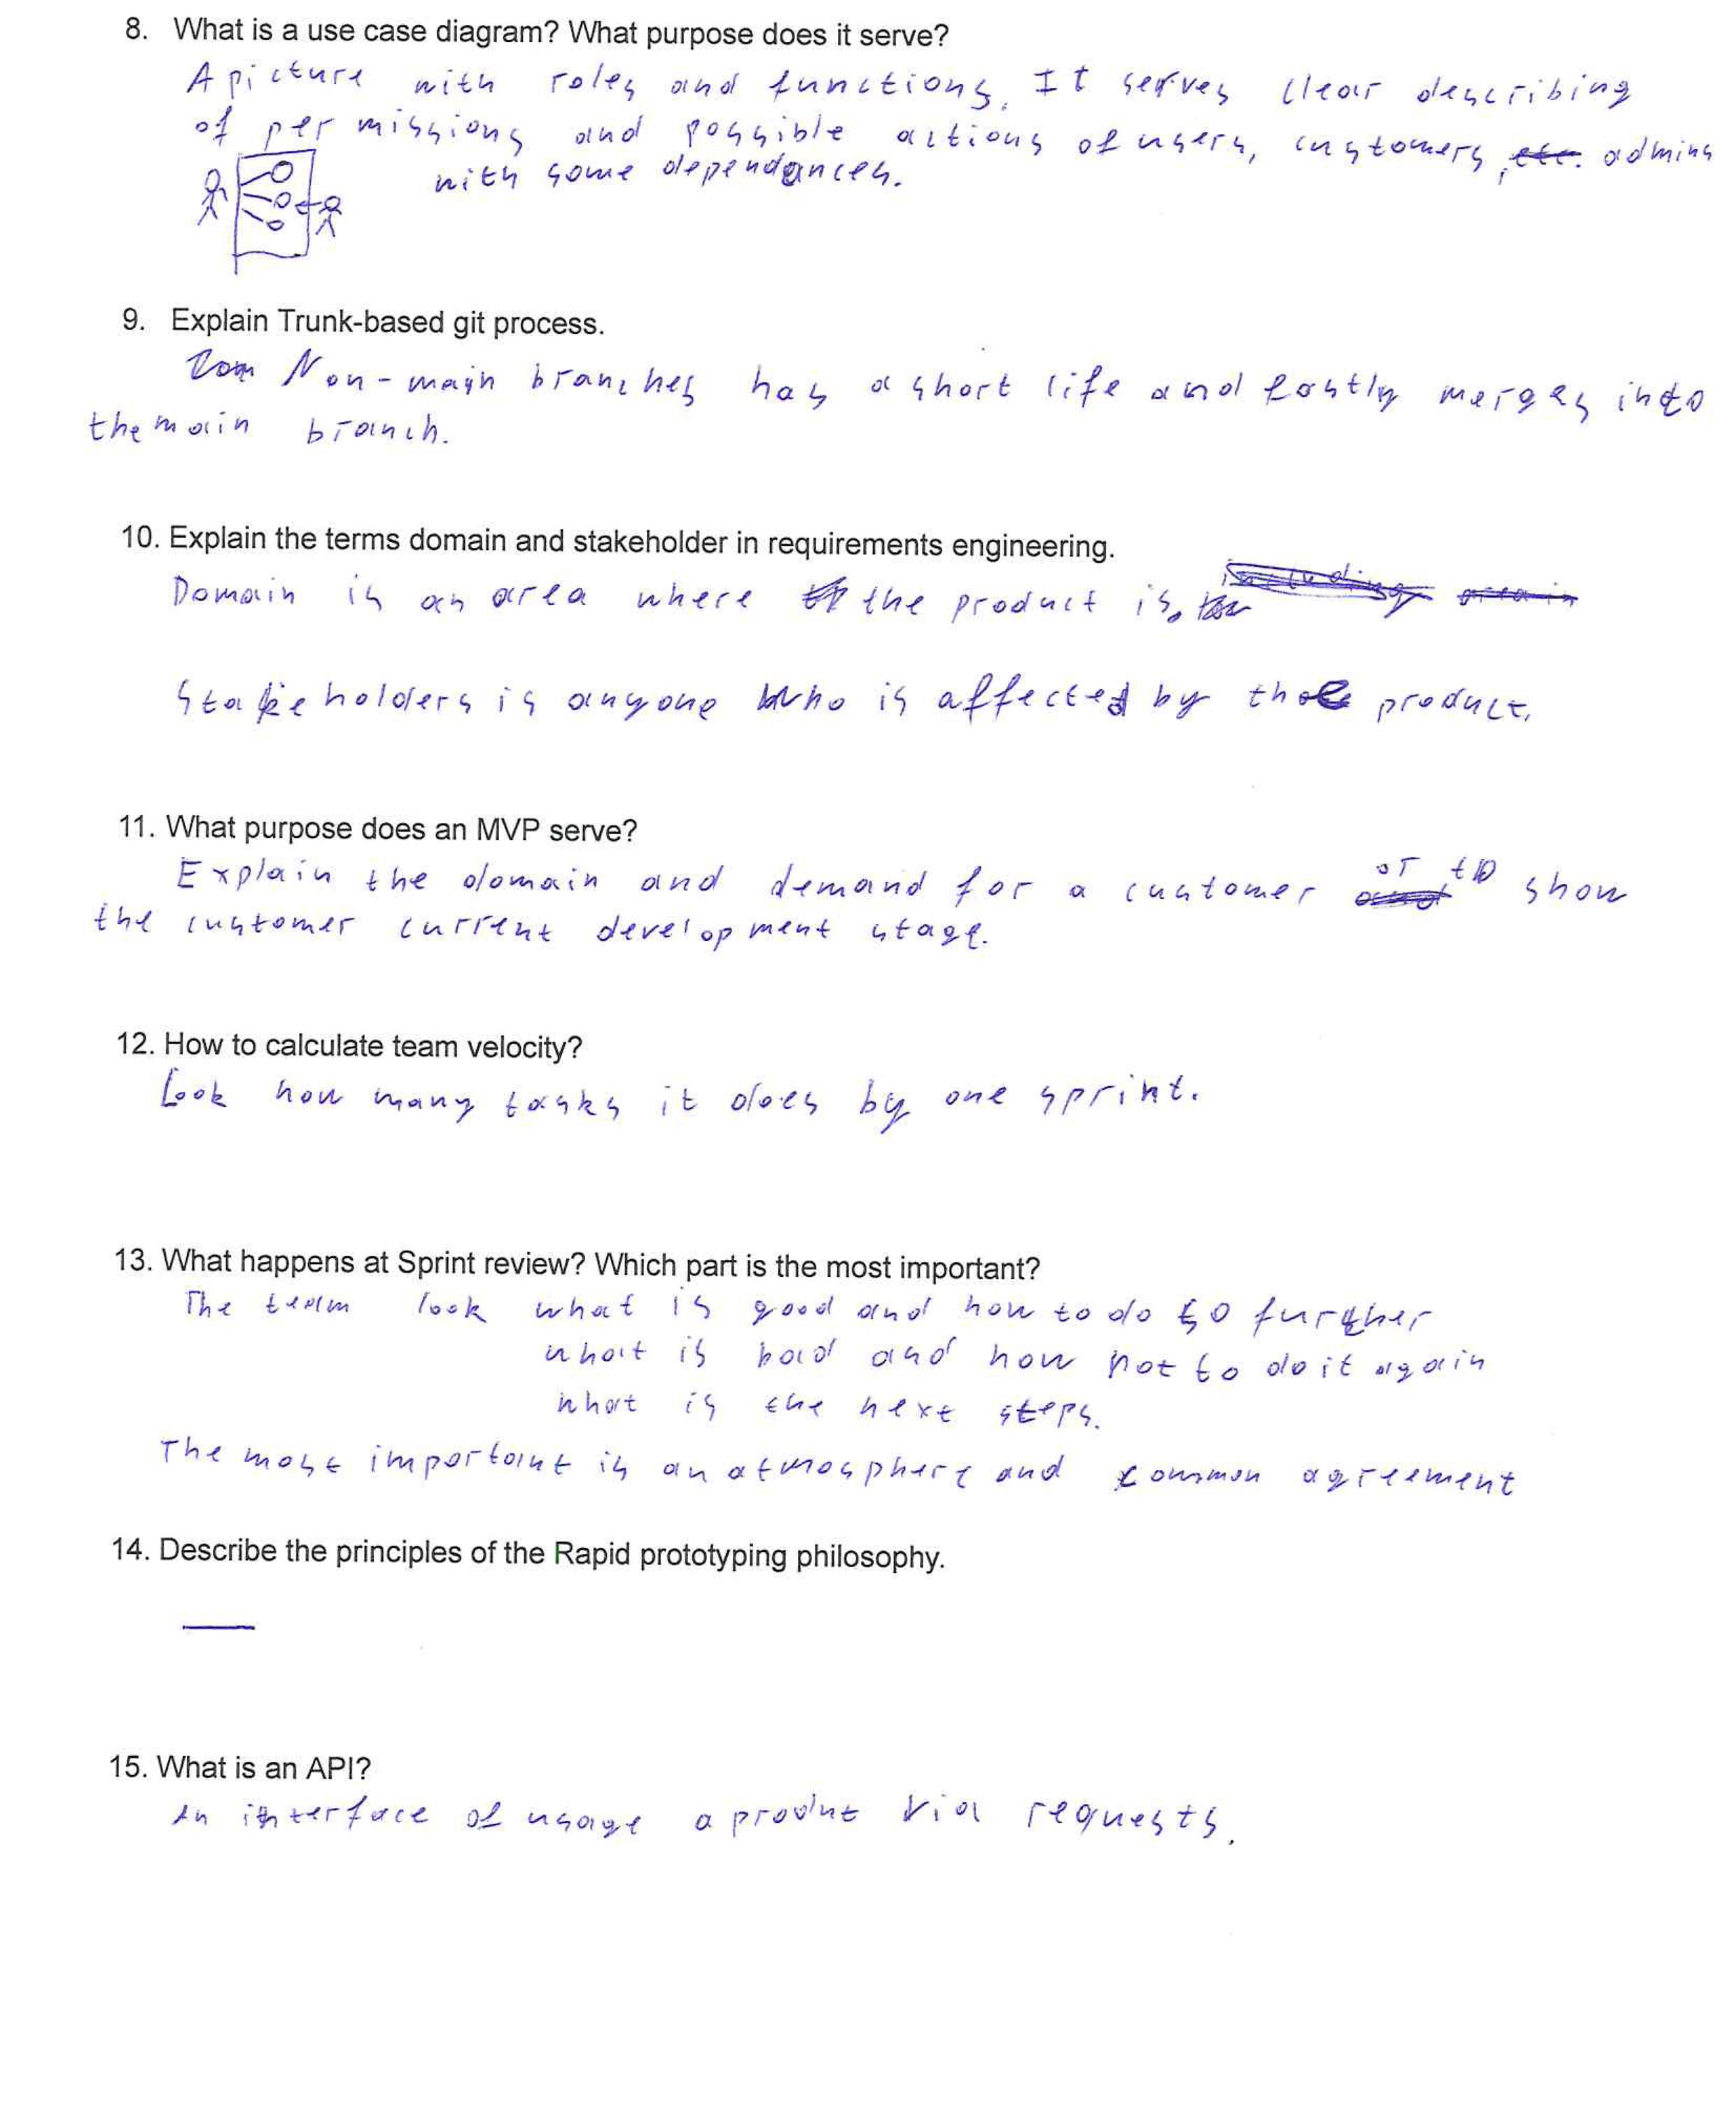 8. What is a use case diagram? What purpose does it serve?
A picture with roles and functions. It serves clear describing
of permissions and possible actions of users, customers, etc. admins
with some dependances.
9. Explain Trunk-based git process.
Non-main branches has a short life and fastly merges into
the main branch.
10. Explain the terms domain and stakeholder in requirements engineering.
Domain is an area where the product is.
Stakeholders is anyone who is affected by the product.
11. What purpose does an MVP serve?
Explain the domain and demand for a customer or to show
the customer current development stage.
12. How to calculate team velocity?
Look how many tasks it does by one sprint.
13. What happens at Sprint review? Which part is the most important?
The team look what is good and how to do so further
what is bad and how not to do it again
what is the next steps.
The most important is an atmosphere and common agreement
14. Describe the principles of the Rapid prototyping philosophy.
15. What is an API?
An interface of usage a produt via requests.